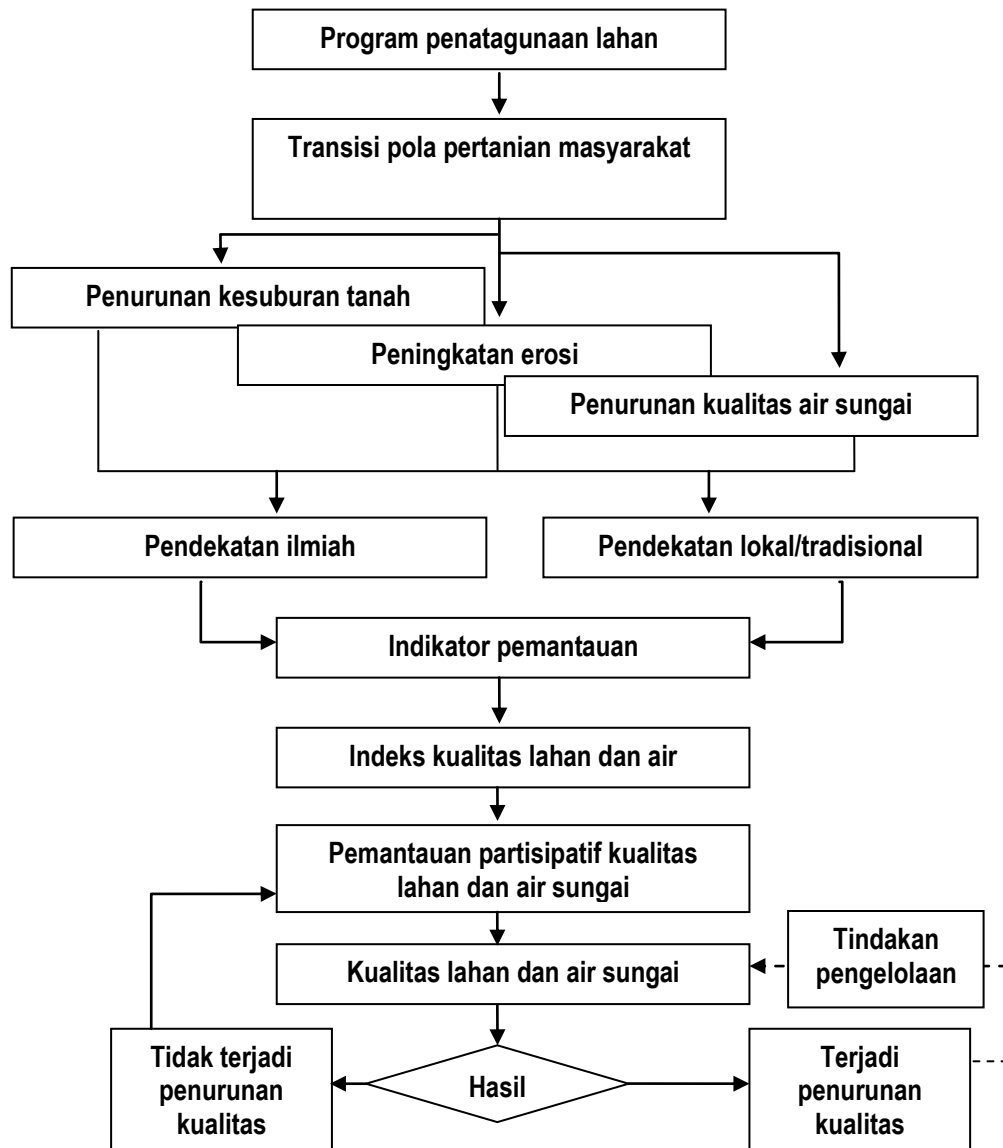 Program penatagunaan lahan
Transisi pola pertanian masyarakat
Penurunan kesuburan tanah
Peningkatan erosi
Penurunan kualitas air sungai
Pendekatan ilmiah
Pendekatan lokal/tradisional
Indikator pemantauan
Indeks kualitas lahan dan air
Pemantauan partisipatif kualitas
lahan dan air sungai
Tindakan
pengelolaan
Kualitas lahan dan air sungai
Tidak terjadi
penurunan
kualitas
Hasil
Terjadi
penurunan
kualitas